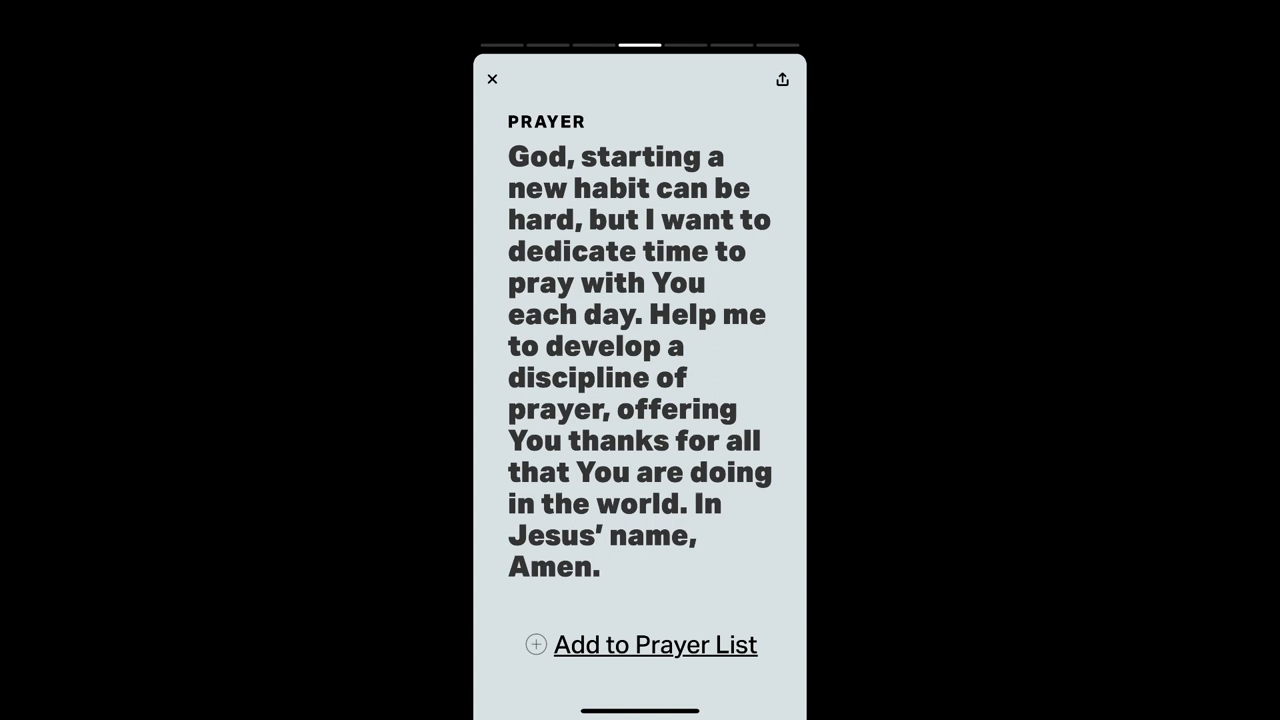 PRAYER
God, starting a
new habit can be
hard, but I want to
dedicate time to
pray with You
each day. Help me
to develop a
discipline of
prayer, offering
You thanks for all
that You are doing
in the world. In
Jesus’ name,
Amen.
Add to Prayer List